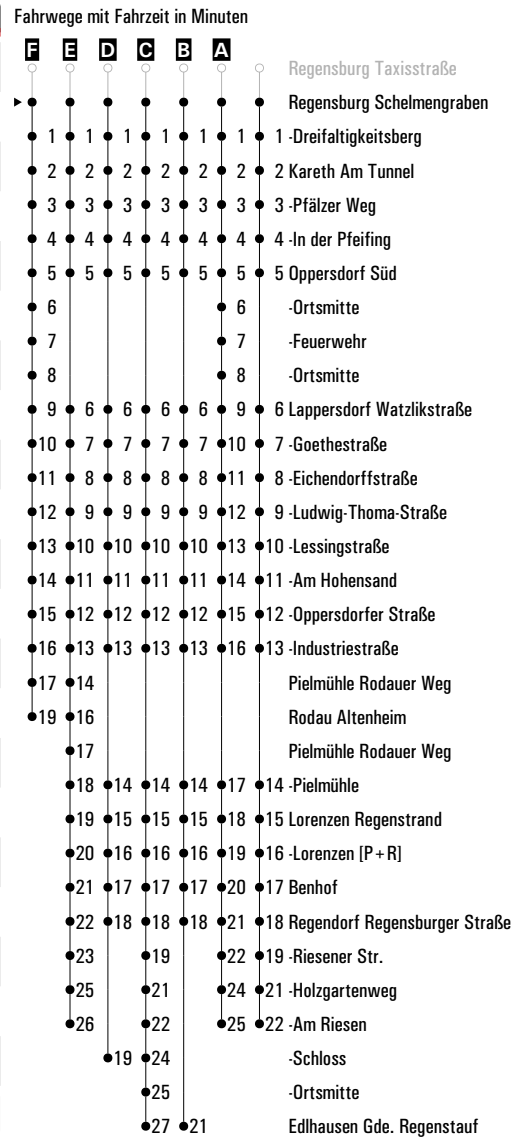 Fahrwege mit Fahrzeit in Minuten
F E D C B A
Regensburg Taxisstraße
Regensburg Schelmengraben
1 1 1 1 1 1 1 -Dreifaltigkeitsberg
2 2 2 2 2 2 2 Kareth Am Tunnel
3 3 3 3 3 3 3 -Pfälzer Weg
4 4 4 4 4 4 4 -In der Pfeifing
5 5 5 5 5 5 5 Oppersdorf Süd
6 6 -Ortsmitte
7 7 -Feuerwehr
8 8 -Ortsmitte
9 6 6 6 6 9 6 Lappersdorf Watzlikstraße
10 7 7 7 7 10 7 -Goethestraße
11 8 8 8 8 11 8 -Eichendorffstraße
12 9 9 9 9 12 9 -Ludwig-Thoma-Straße
13 10 10 10 10 13 10 -Lessingstraße
14 11 11 11 11 14 11 -Am Hohensand
15 12 12 12 12 15 12 -Oppersdorfer Straße
16 13 13 13 13 16 13 -Industriestraße
17 14 Pielmühle Rodauer Weg
19 16 Rodau Altenheim
17 Pielmühle Rodauer Weg
18 14 14 14 17 14 -Pielmühle
19 15 15 15 18 15 Lorenzen Regenstrand
20 16 16 16 19 16 -Lorenzen [P+R]
21 17 17 17 20 17 Benhof
22 18 18 18 21 18 Regendorf Regensburger Straße
23 19 22 19 -Riesener Str.
25 21 24 21 -Holzgartenweg
26 22 25 22 -Am Riesen
19 24 -Schloss
25 -Ortsmitte
27 21 Edlhausen Gde. Regenstauf